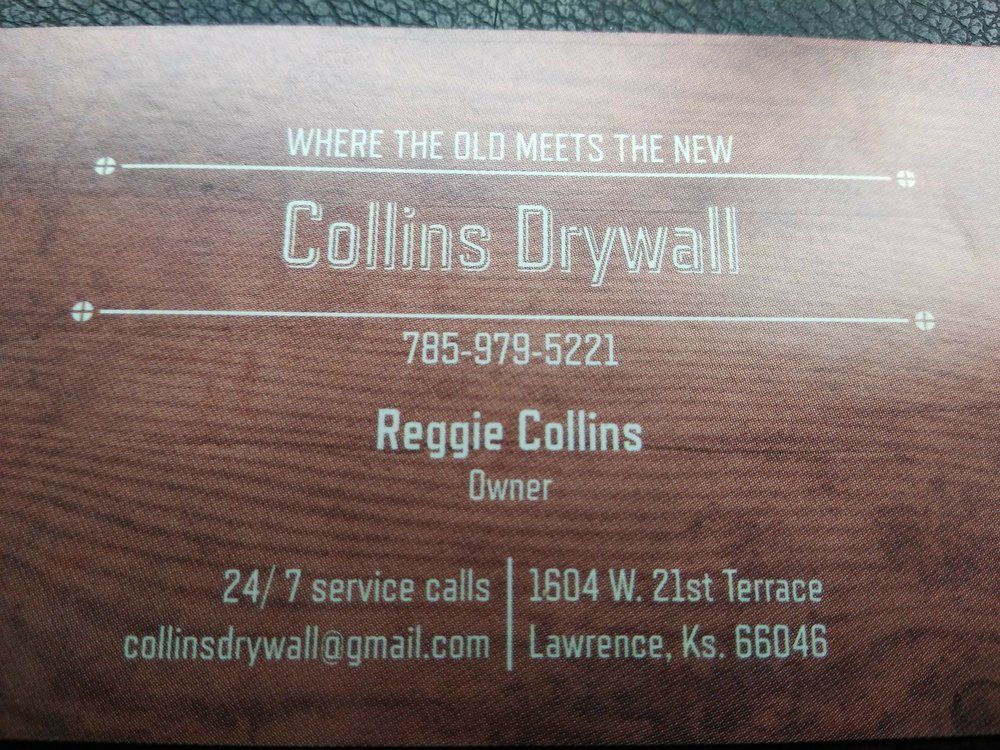 WHERE THE OLD MEETS THE NEW
Collins Drywall
785-979-5221
Reggie Collins
Owner
24/ 7 service calls
collinsdrywall@gmail.com
1604 W. 21st Terrace
Lawrence, Ks. 66046